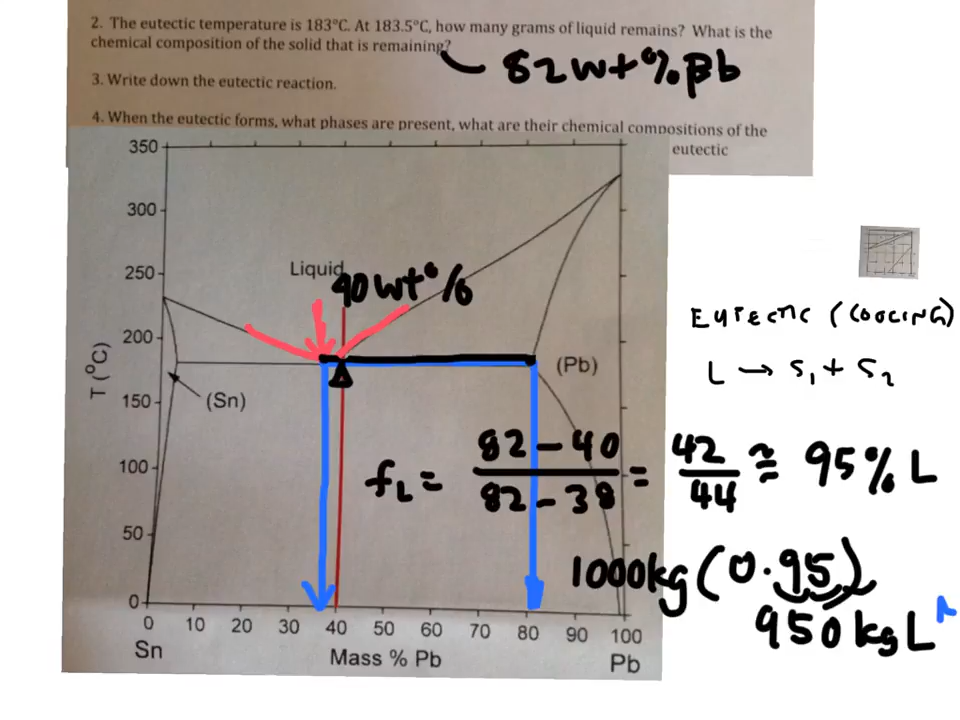 2. The eutectic temperature is 183°C. At 183.5°C, how many grams of liquid remains? What is the
chemical composition of the solid that is remaining?
82wt% Pb
3. Write down the eutectic reaction.
4. When the eutectic forms, what phases are present, what are their chemical compositions of the
eutectic
350
300
250
200
150
100
50
0
T (°C)
Liquid
40wt%
(Sn)
(Pb)
EUTECTIC (COOLING)
L → S₁ + S₂
fL = 82-40 / 82-38 = 42/44 ≅ 95% L
1000kg (0.95)
950kg L
0 10 20 30 40 50 60 70 80 90 100
Sn Mass % Pb Pb